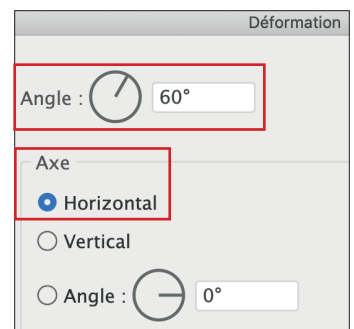 Déformation
Angle : 60°
Axe
Horizontal
Vertical
Angle : 0°